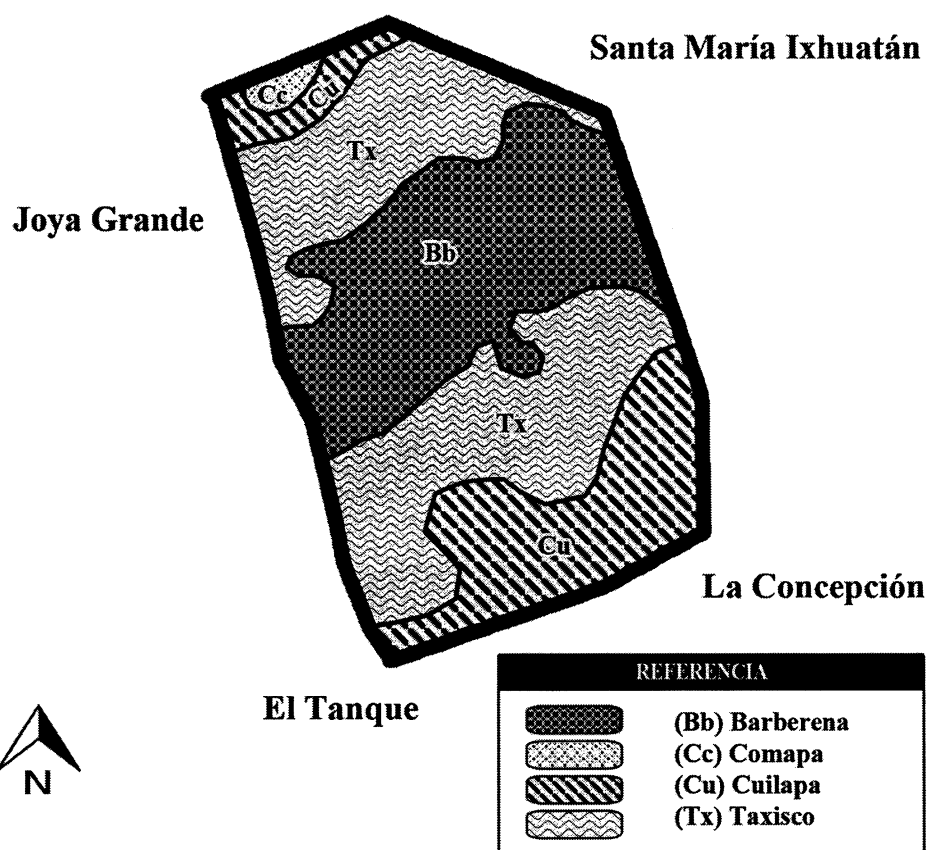 Santa María Ixhuatán
Cc
Cu
Tx
Joya Grande
Bb
Tx
Cu
La Concepción
El Tanque
N
REFERENCIA
(Bb) Barberena
(Cc) Comapa
(Cu) Cuilapa
(Tx) Taxisco